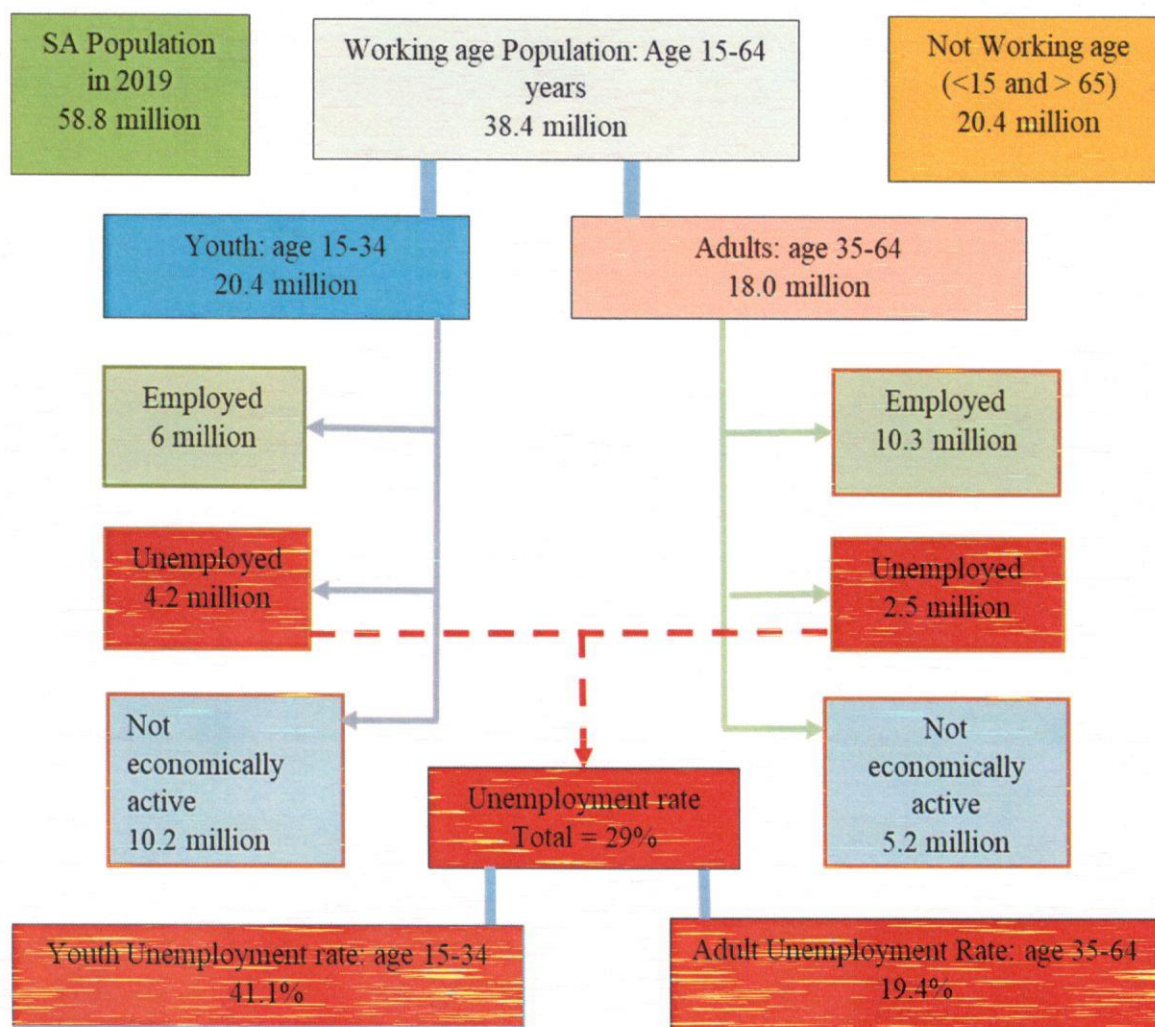 SA Population
in 2019
58.8 million
Working age Population: Age 15-64
years
38.4 million
Not Working age
(<15 and > 65)
20.4 million
Youth: age 15-34
20.4 million
Adults: age 35-64
18.0 million
Employed
6 million
Employed
10.3 million
Unemployed
4.2 million
Unemployed
2.5 million
Not
economically
active
10.2 million
Not
economically
active
5.2 million
Unemployment rate
Total = 29%
Youth Unemployment rate: age 15-34
41.1%
Adult Unemployment Rate: age 35-64
19.4%